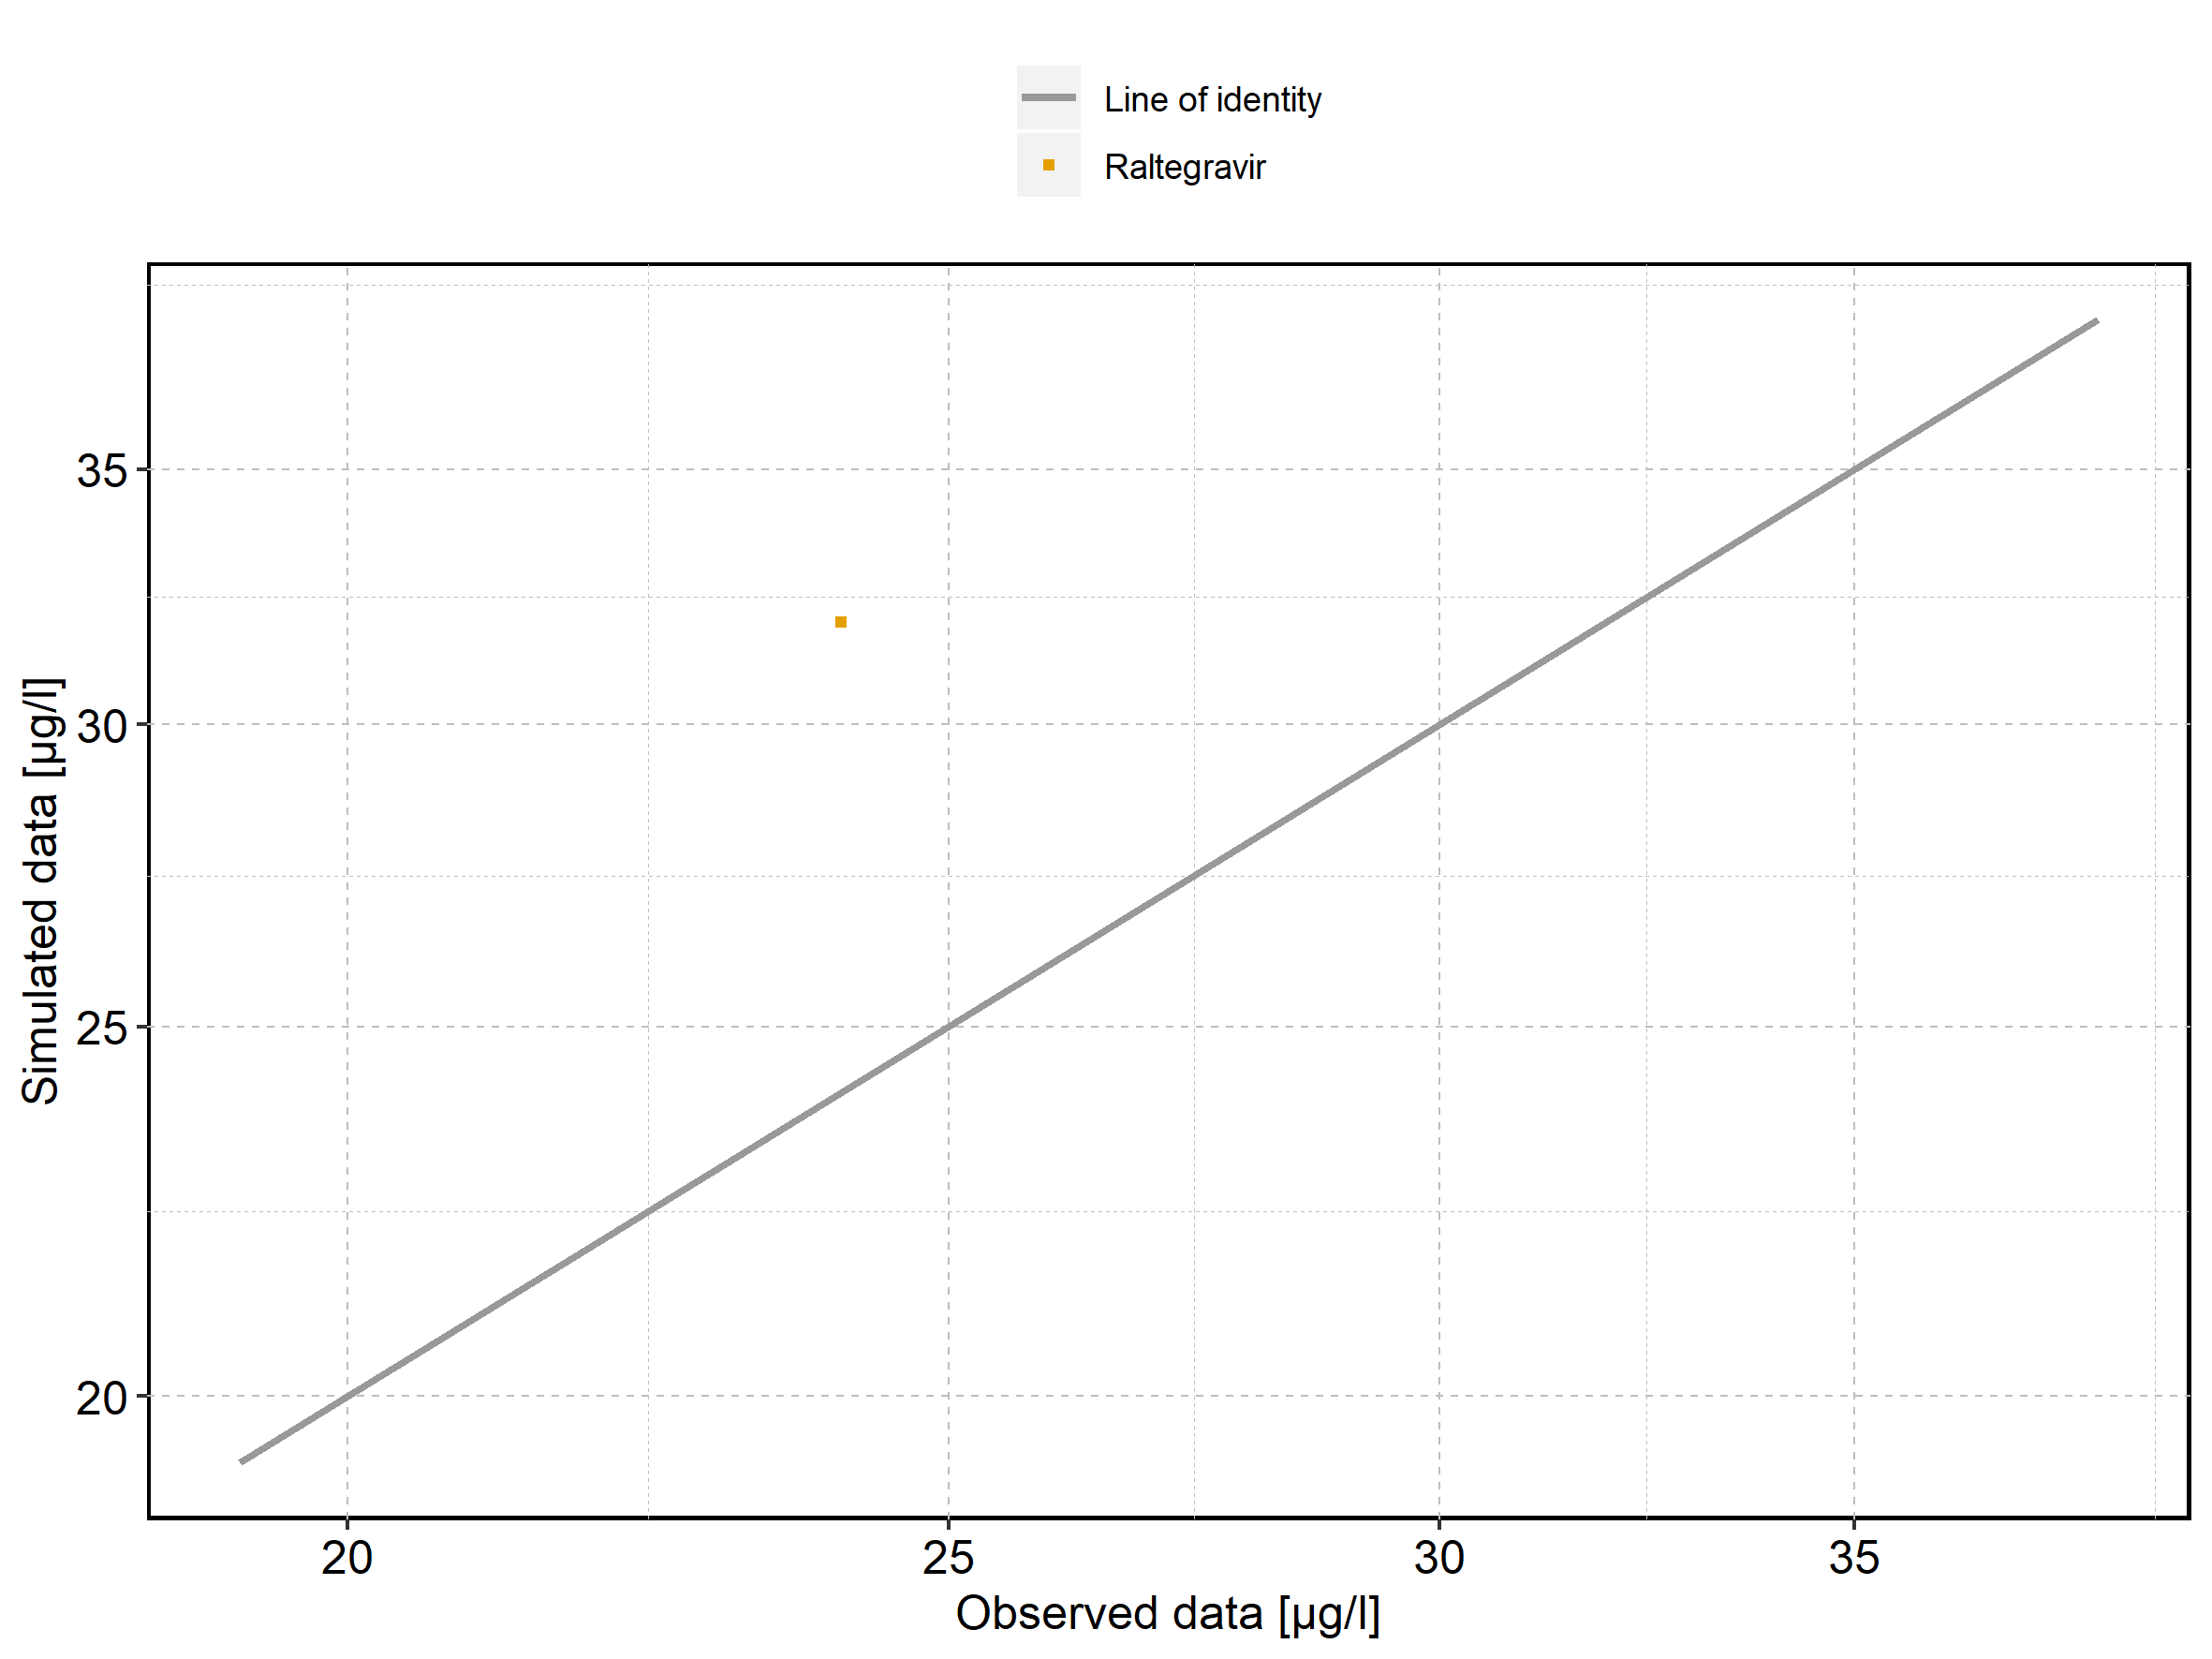 Line of identity
Raltegravir
35
30
25
20
Simulated data [µg/l]
20 25 30 35
Observed data [µg/l]